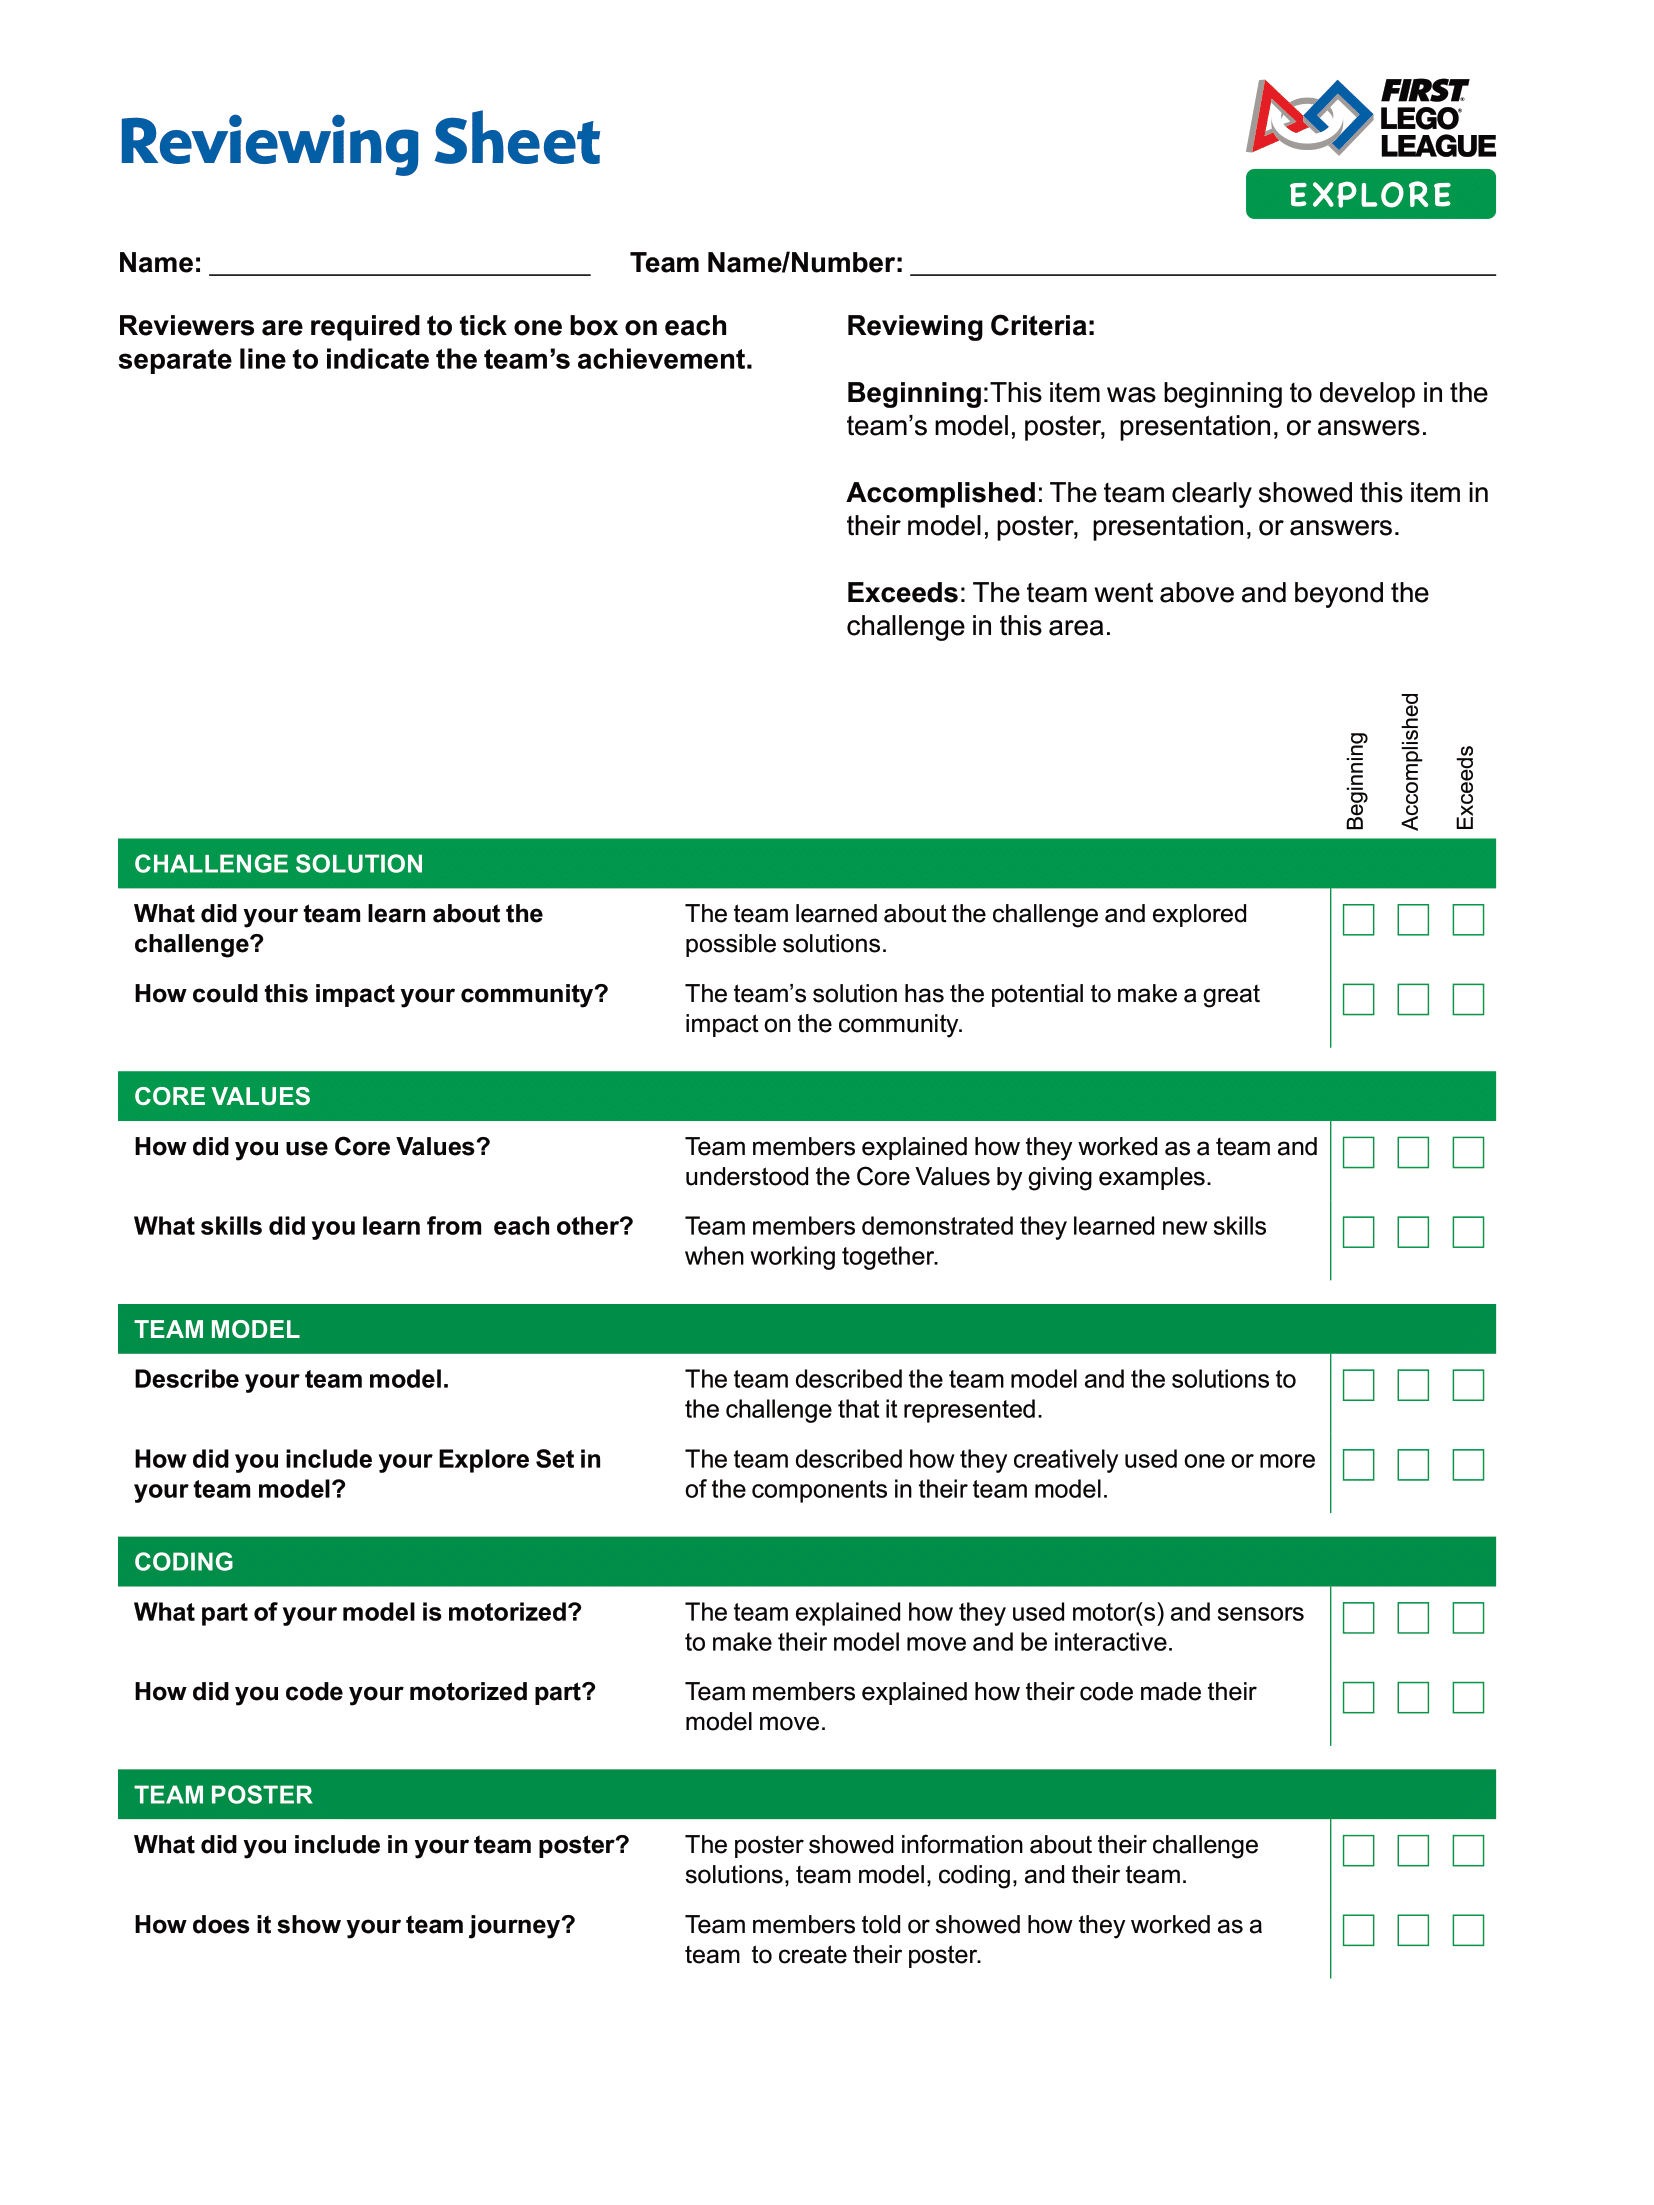 Reviewing Sheet
FIRST
LEGO
LEAGUE
EXPLORE
Name: Team Name/Number:
Reviewers are required to tick one box on each
separate line to indicate the team's achievement.
Reviewing Criteria:
Beginning:This item was beginning to develop in the
team's model, poster, presentation, or answers.
Accomplished: The team clearly showed this item in
their model, poster, presentation, or answers.
Exceeds: The team went above and beyond the
challenge in this area.
Beginning
Accomplished
Exceeds
CHALLENGE SOLUTION
What did your team learn about the
challenge?
The team learned about the challenge and explored
possible solutions.
How could this impact your community?
The team's solution has the potential to make a great
impact on the community.
CORE VALUES
How did you use Core Values?
Team members explained how they worked as a team and
understood the Core Values by giving examples.
What skills did you learn from each other?
Team members demonstrated they learned new skills
when working together.
TEAM MODEL
Describe your team model.
The team described the team model and the solutions to
the challenge that it represented.
How did you include your Explore Set in
your team model?
The team described how they creatively used one or more
of the components in their team model.
CODING
What part of your model is motorized?
The team explained how they used motor(s) and sensors
to make their model move and be interactive.
How did you code your motorized part?
Team members explained how their code made their
model move.
TEAM POSTER
What did you include in your team poster?
The poster showed information about their challenge
solutions, team model, coding, and their team.
How does it show your team journey?
Team members told or showed how they worked as a
team to create their poster.